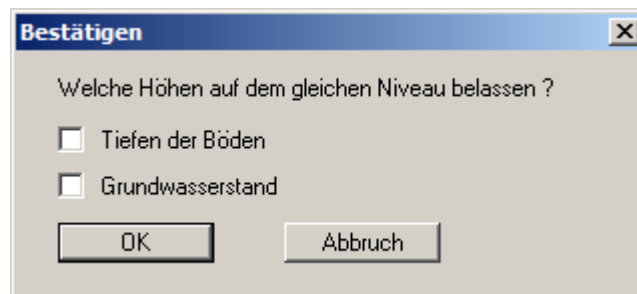 Bestätigen
Welche Höhen auf dem gleichen Niveau belassen ?
Tiefen der Böden
Grundwasserstand
OK Abbruch